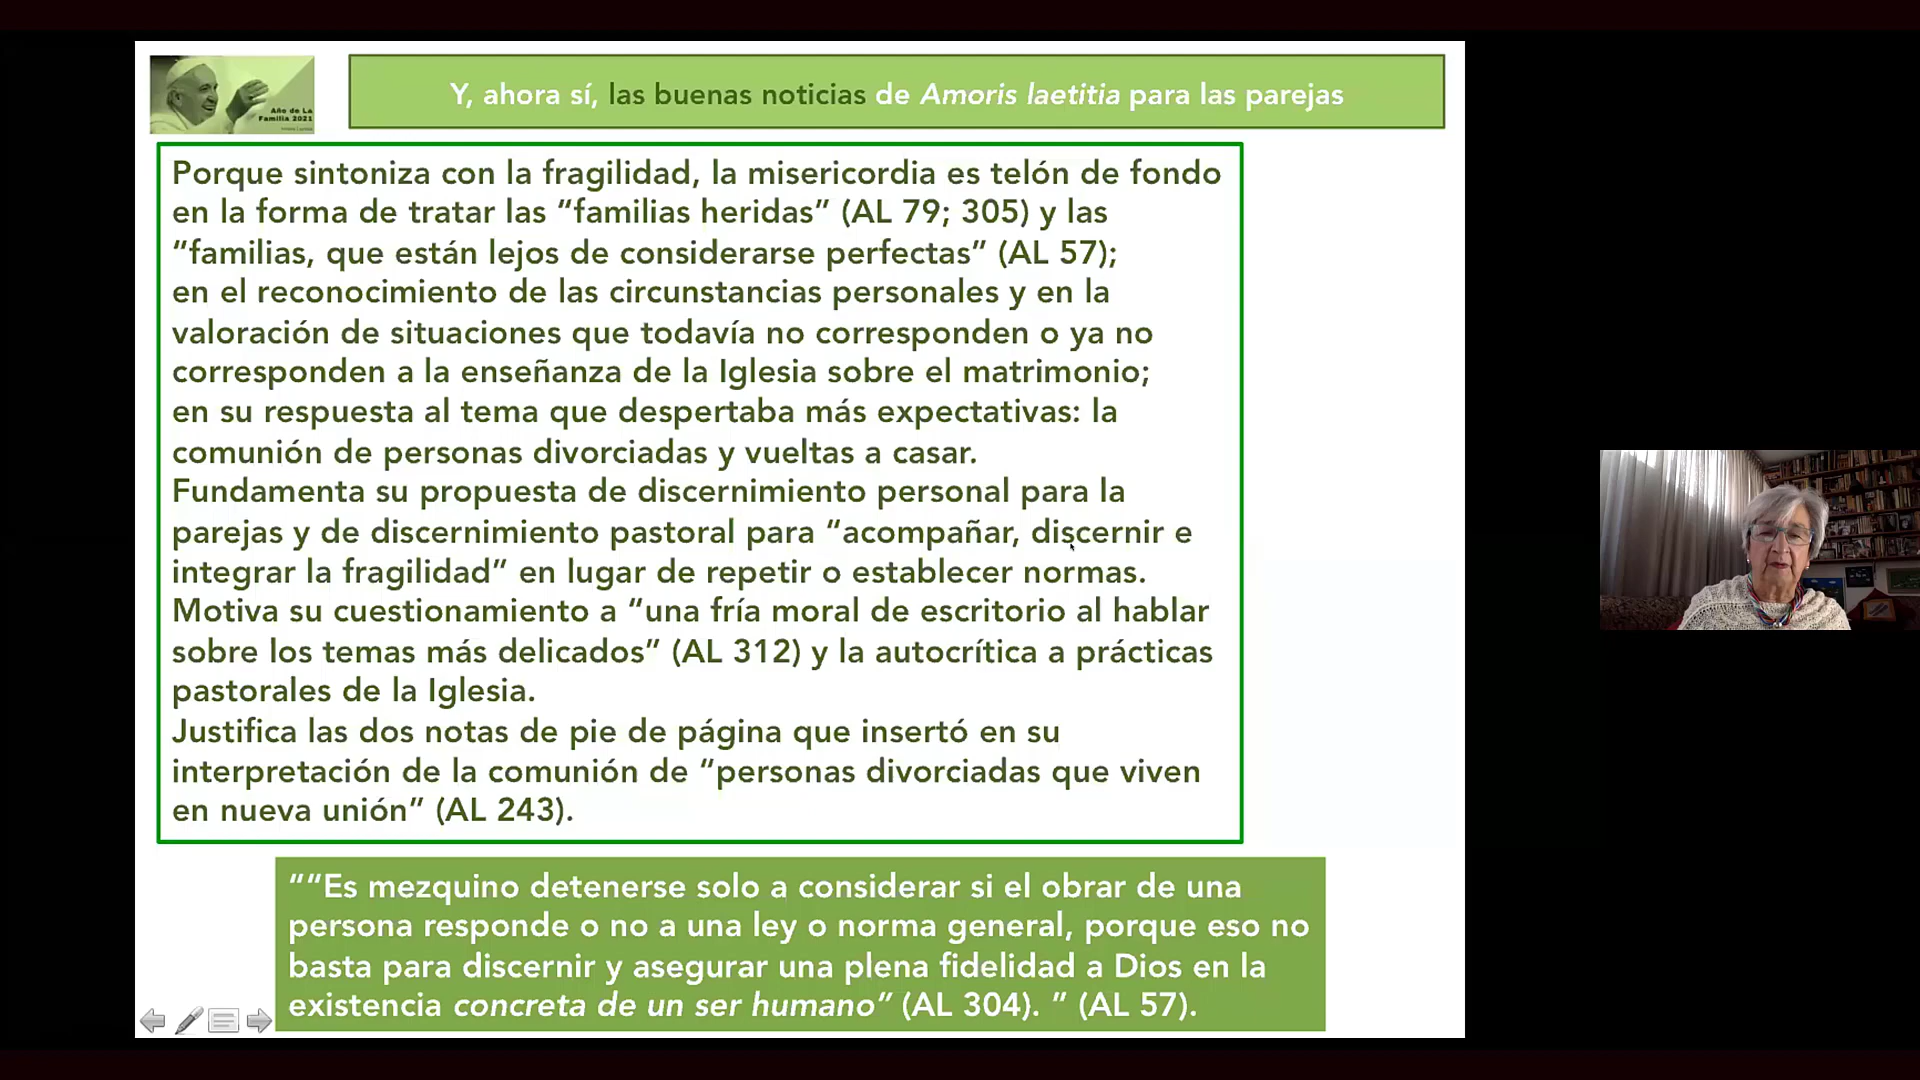 Año de La
Familia 2021
Y, ahora sí, las buenas noticias de Amoris laetitia para las parejas
Porque sintoniza con la fragilidad, la misericordia es telón de fondo
en la forma de tratar las “familias heridas” (AL 79; 305) y las
“familias, que están lejos de considerarse perfectas” (AL 57);
en el reconocimiento de las circunstancias personales y en la
valoración de situaciones que todavía no corresponden o ya no
corresponden a la enseñanza de la Iglesia sobre el matrimonio;
en su respuesta al tema que despertaba más expectativas: la
comunión de personas divorciadas y vueltas a casar.
Fundamenta su propuesta de discernimiento personal para la
parejas y de discernimiento pastoral para “acompañar, discernir e
integrar la fragilidad” en lugar de repetir o establecer normas.
Motiva su cuestionamiento a “una fría moral de escritorio al hablar
sobre los temas más delicados” (AL 312) y la autocrítica a prácticas
pastorales de la Iglesia.
Justifica las dos notas de pie de página que insertó en su
interpretación de la comunión de “personas divorciadas que viven
en nueva unión” (AL 243).
““Es mezquino detenerse solo a considerar si el obrar de una
persona responde o no a una ley o norma general, porque eso no
basta para discernir y asegurar una plena fidelidad a Dios en la
existencia concreta de un ser humano” (AL 304). ” (AL 57).